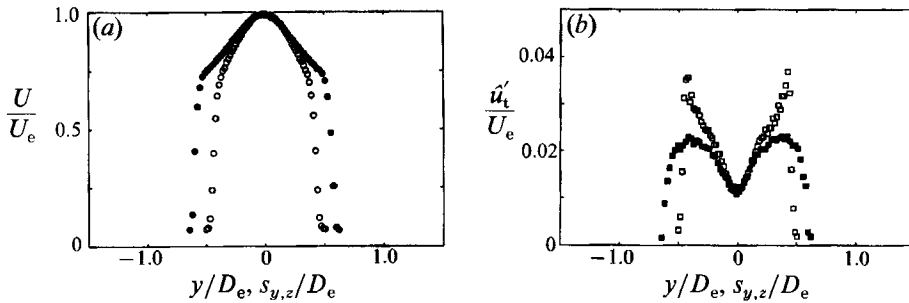 (a)
1.0
U
U_e
0.5
0
−1.0 0 1.0
y/D_e, s_{y,z}/D_e
(b)
0.04
û′_t
U_e
0.02
0
−1.0 0 1.0
y/D_e, s_{y,z}/D_e